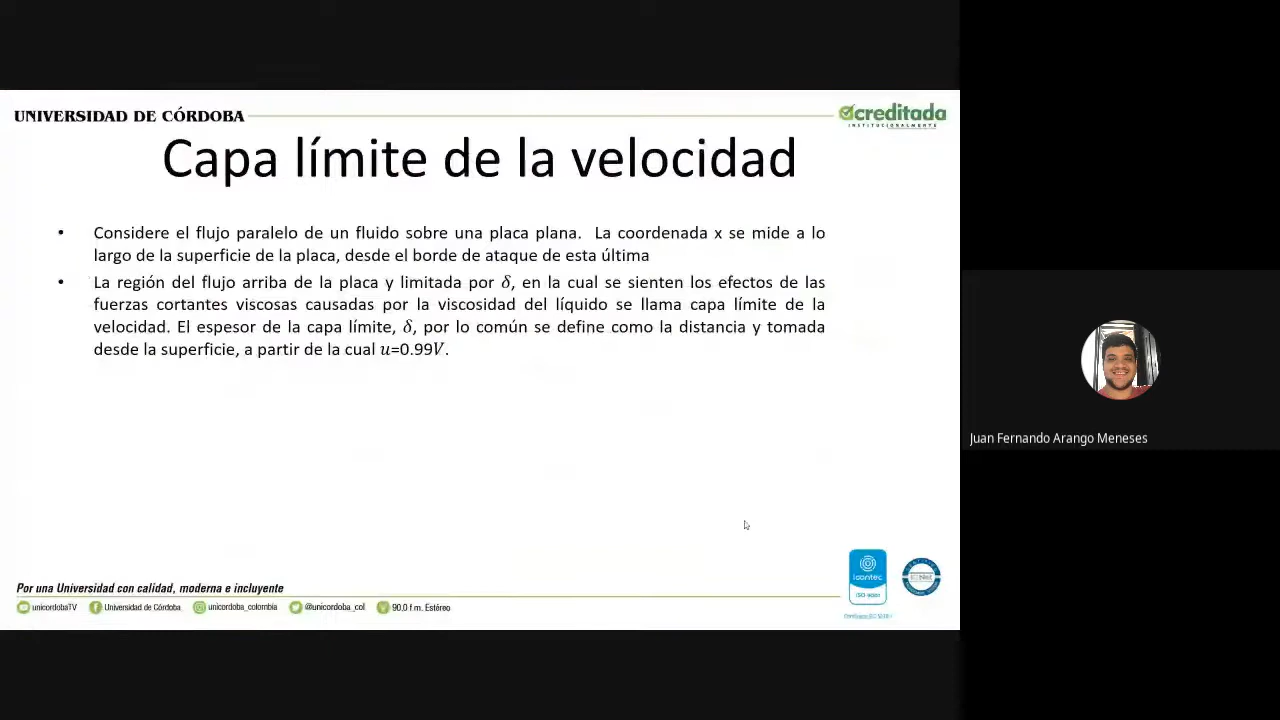 UNIVERSIDAD DE CÓRDOBA
acreditada
INSTITUCIONALMENTE
Capa límite de la velocidad
• Considere el flujo paralelo de un fluido sobre una placa plana. La coordenada x se mide a lo
largo de la superficie de la placa, desde el borde de ataque de esta última
• La región del flujo arriba de la placa y limitada por δ, en la cual se sienten los efectos de las
fuerzas cortantes viscosas causadas por la viscosidad del líquido se llama capa límite de la
velocidad. El espesor de la capa límite, δ, por lo común se define como la distancia y tomada
desde la superficie, a partir de la cual u=0.99V.
Juan Fernando Arango Meneses
Por una Universidad con calidad, moderna e incluyente
unicordobaTV Universidad de Córdoba unicordoba_colombia @unicordoba_col 90.0 f.m. Estéreo
icontec
ISO 9001